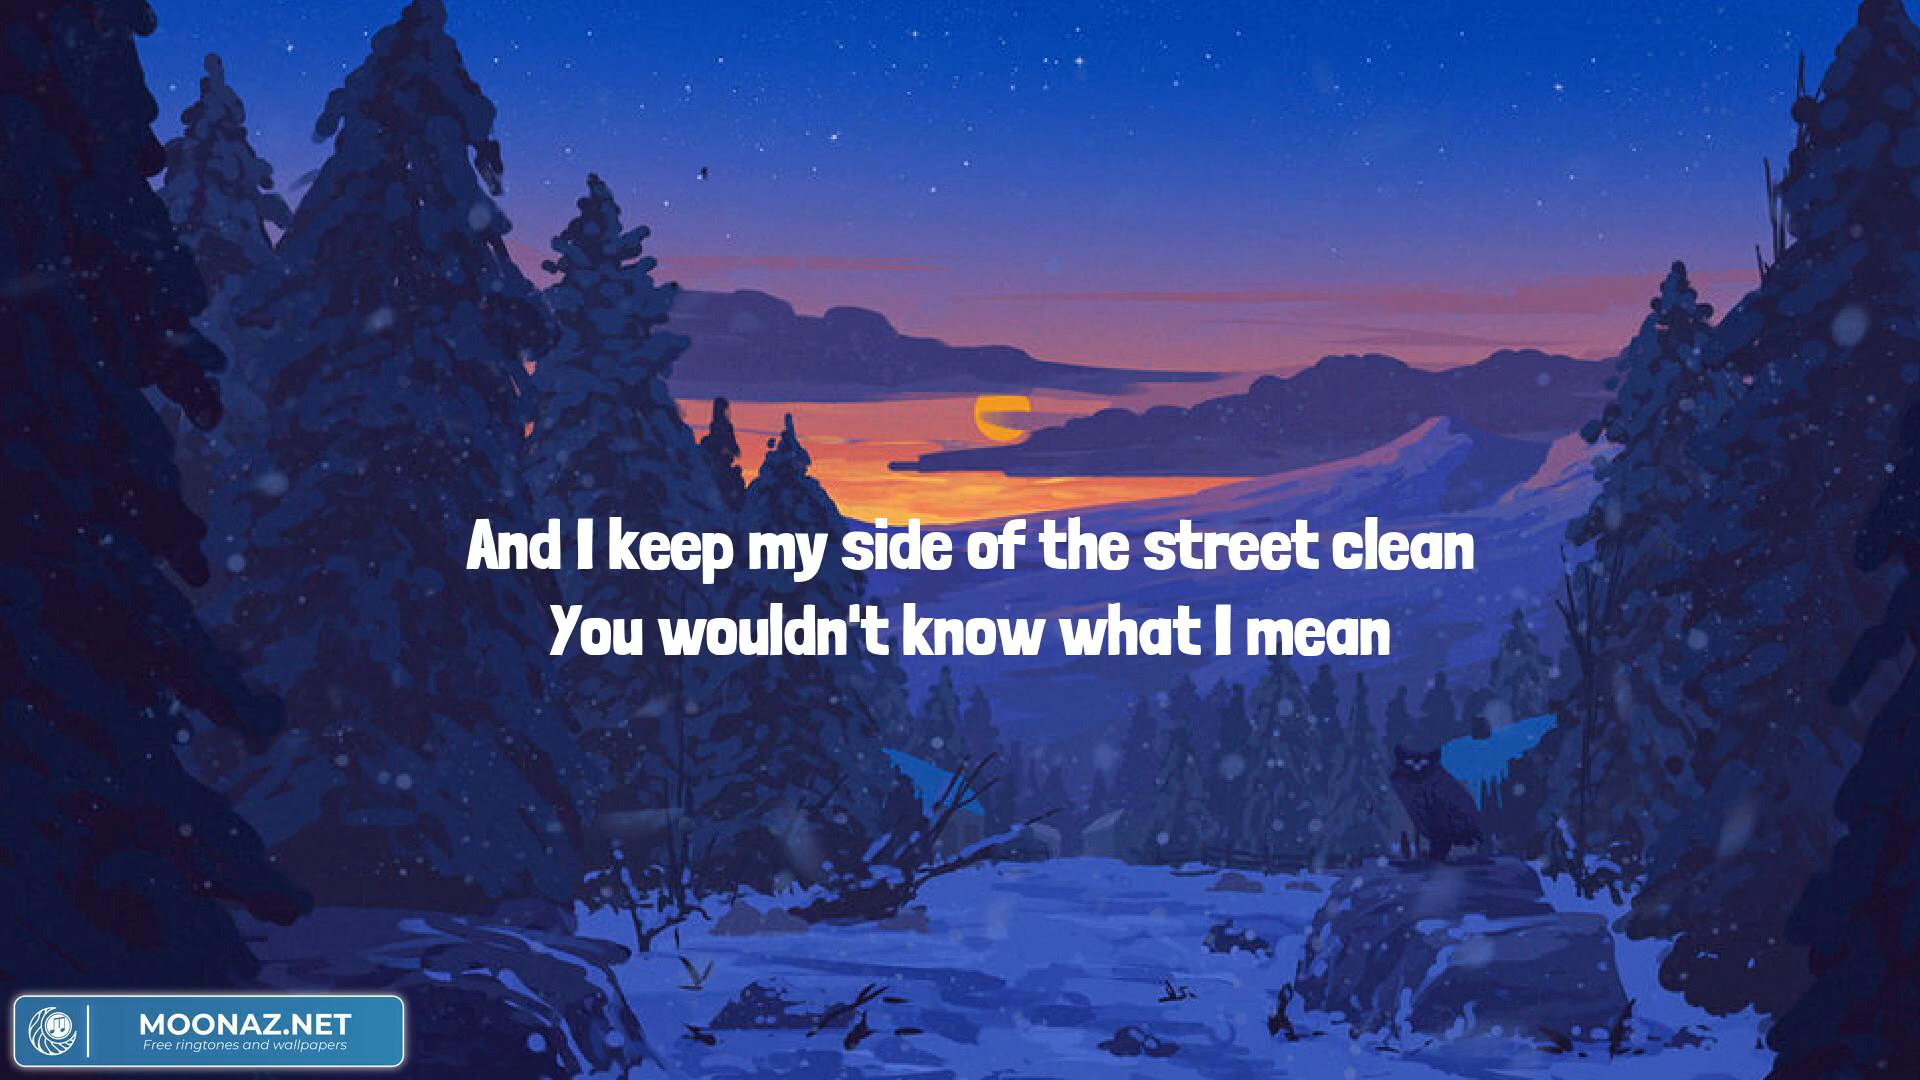 And I keep my side of the street clean
You wouldn't know what I mean
MOONAZ.NET
Free ringtones and wallpapers